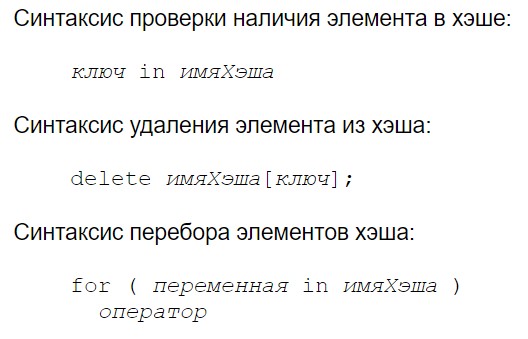 Синтаксис проверки наличия элемента в хэше:
ключ in имяХэша
Синтаксис удаления элемента из хэша:
delete имяХэша[ключ];
Синтаксис перебора элементов хэша:
for ( переменная in имяХэша )
оператор